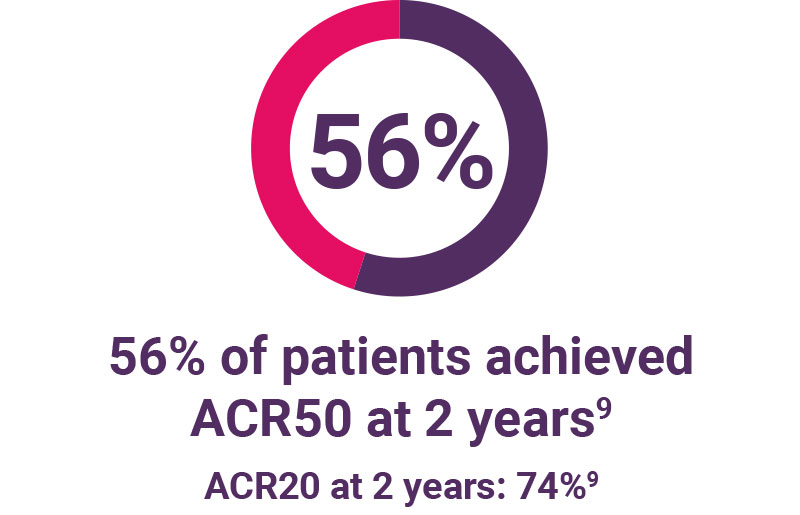 56%
56% of patients achieved
ACR50 at 2 years⁹
ACR20 at 2 years: 74%⁹